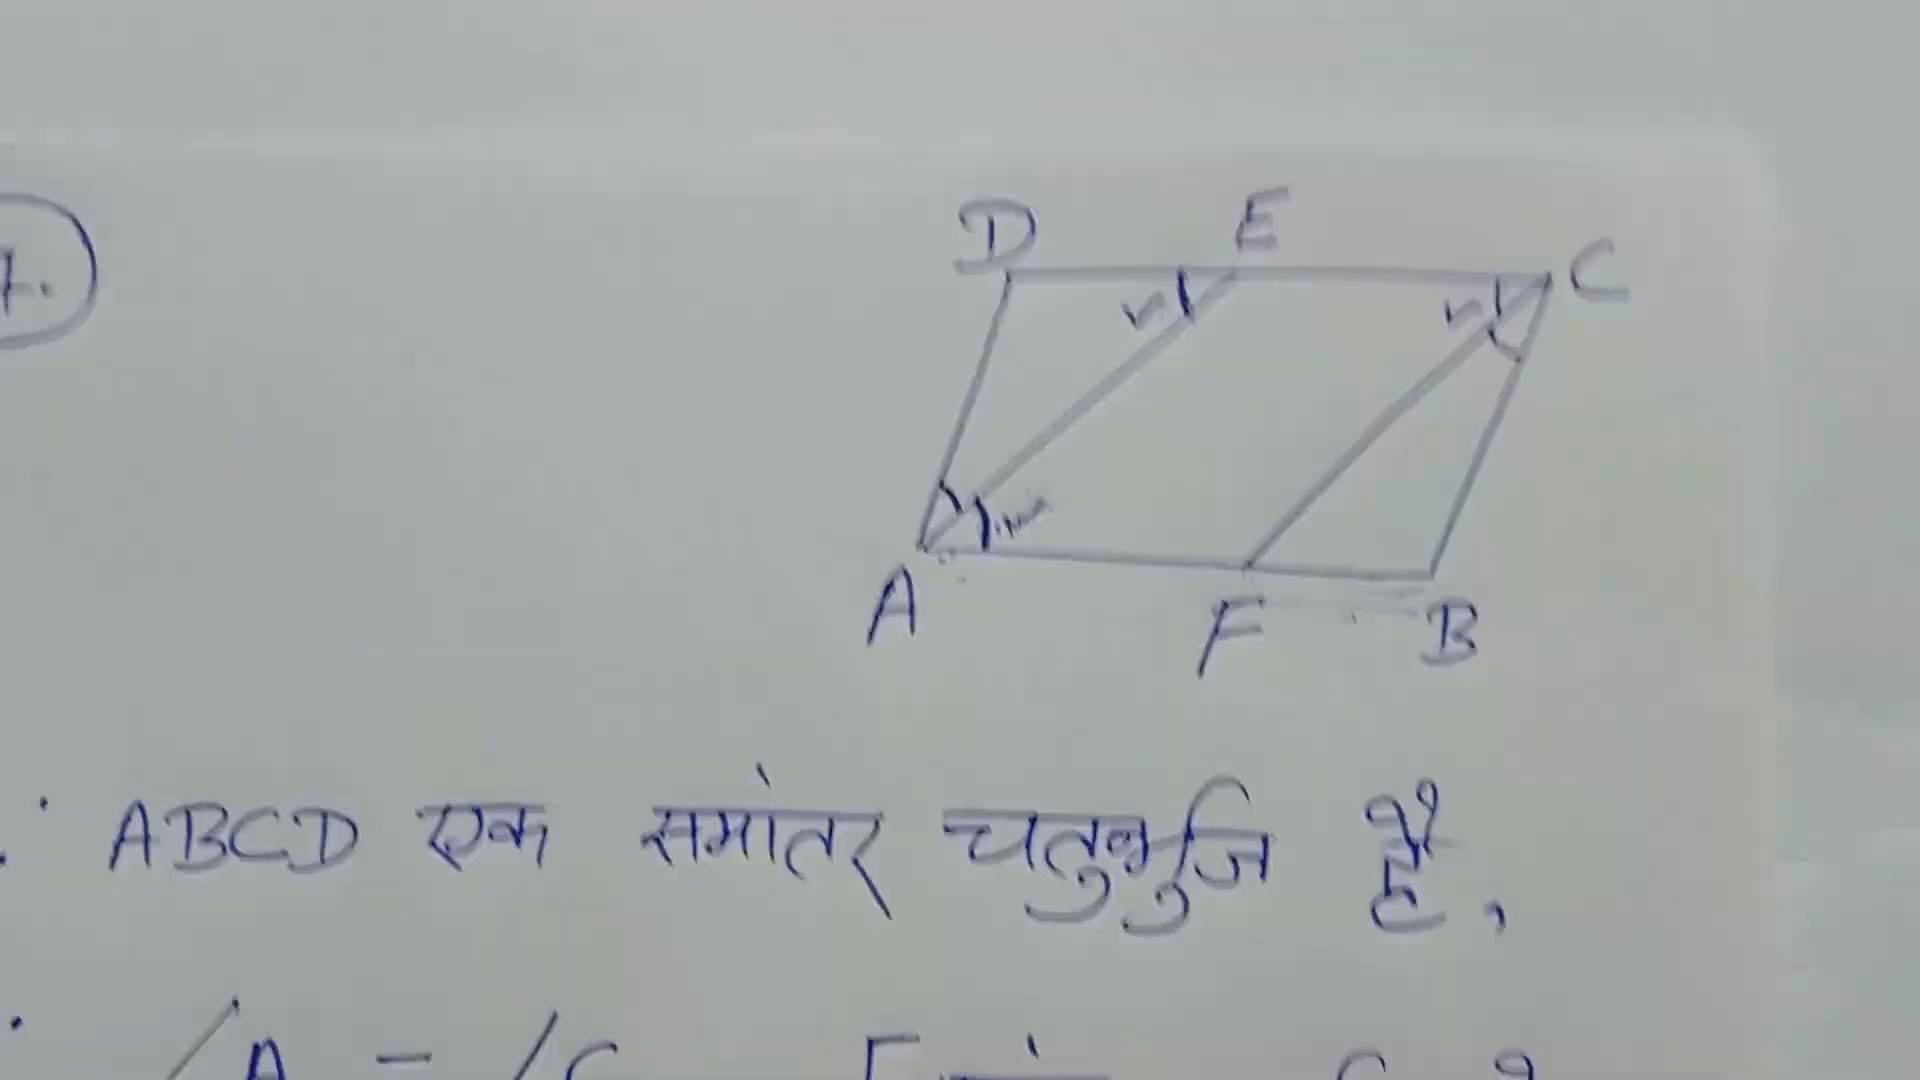 D E C
A F B
∴ ABCD एक समांतर चतुर्भुज है,
∴ ∠A = ∠C [